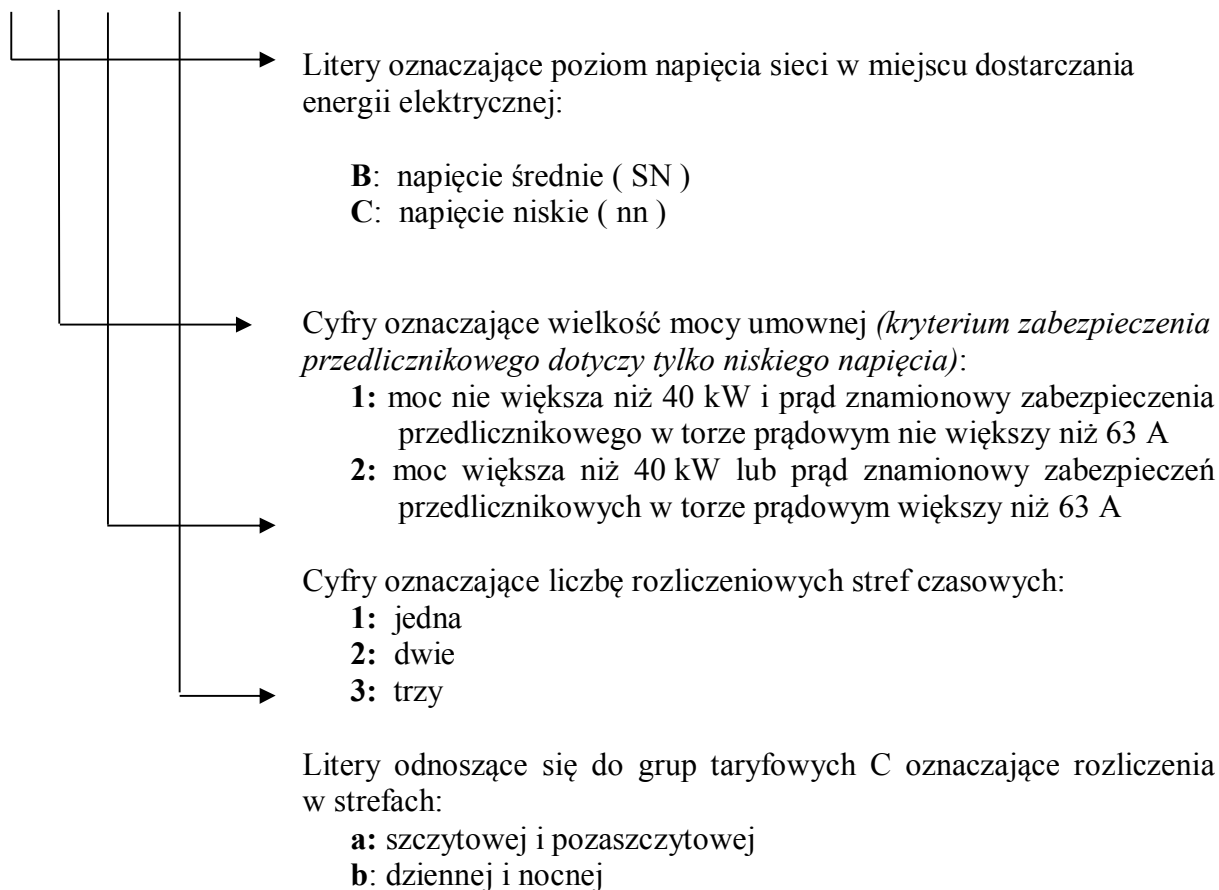 Litery oznaczające poziom napięcia sieci w miejscu dostarczania
energii elektrycznej:
B: napięcie średnie ( SN )
C: napięcie niskie ( nn )
Cyfry oznaczające wielkość mocy umownej (kryterium zabezpieczenia
przedlicznikowego dotyczy tylko niskiego napięcia):
1: moc nie większa niż 40 kW i prąd znamionowy zabezpieczenia
przedlicznikowego w torze prądowym nie większy niż 63 A
2: moc większa niż 40 kW lub prąd znamionowy zabezpieczeń
przedlicznikowych w torze prądowym większy niż 63 A
Cyfry oznaczające liczbę rozliczeniowych stref czasowych:
1: jedna
2: dwie
3: trzy
Litery odnoszące się do grup taryfowych C oznaczające rozliczenia
w strefach:
a: szczytowej i pozaszczytowej
b: dziennej i nocnej